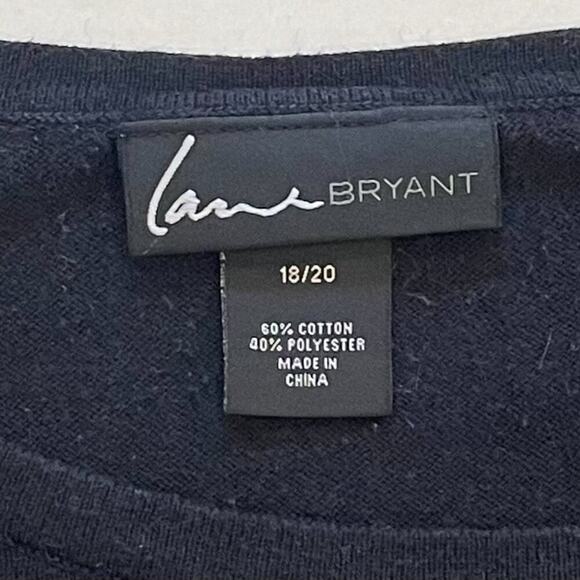 Lane BRYANT
18/20
60% COTTON
40% POLYESTER
MADE IN
CHINA